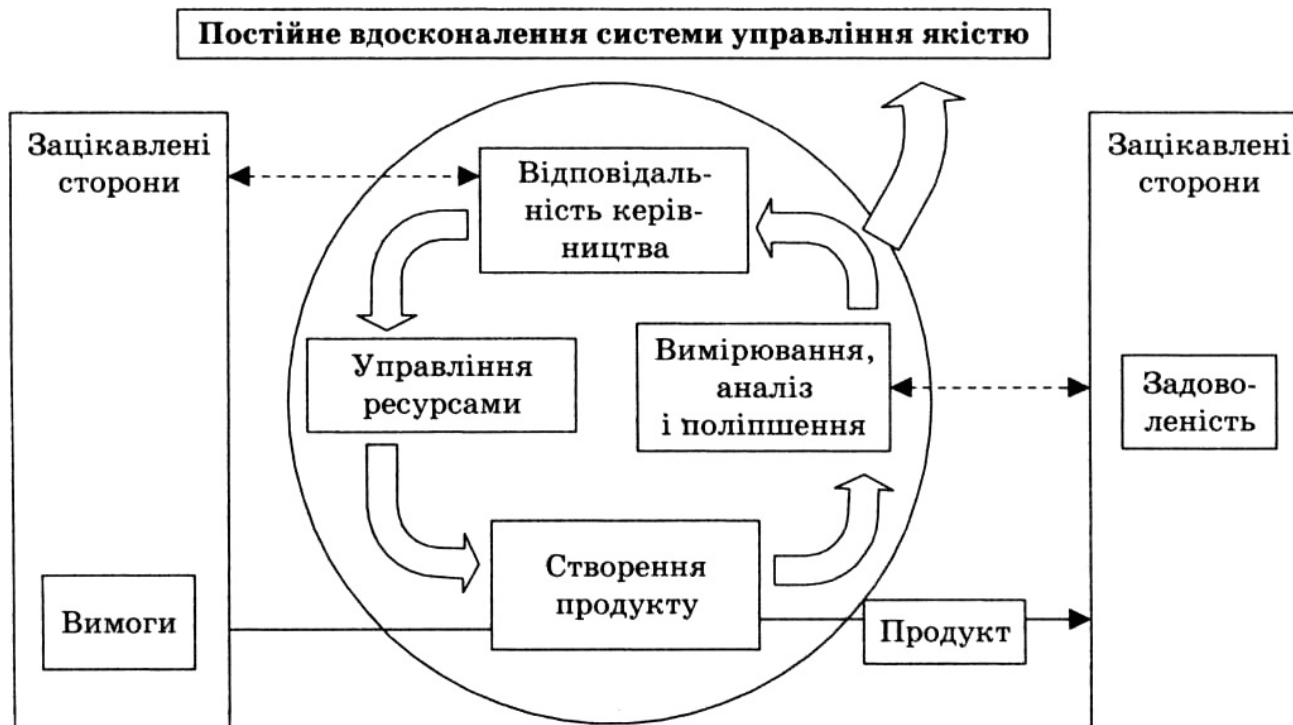 Постійне вдосконалення системи управління якістю
Зацікавлені
сторони
Вимоги
Відповідаль-
ність керів-
ництва
Управління
ресурсами
Створення
продукту
Вимірювання,
аналіз
і поліпшення
Продукт
Зацікавлені
сторони
Задово-
леність